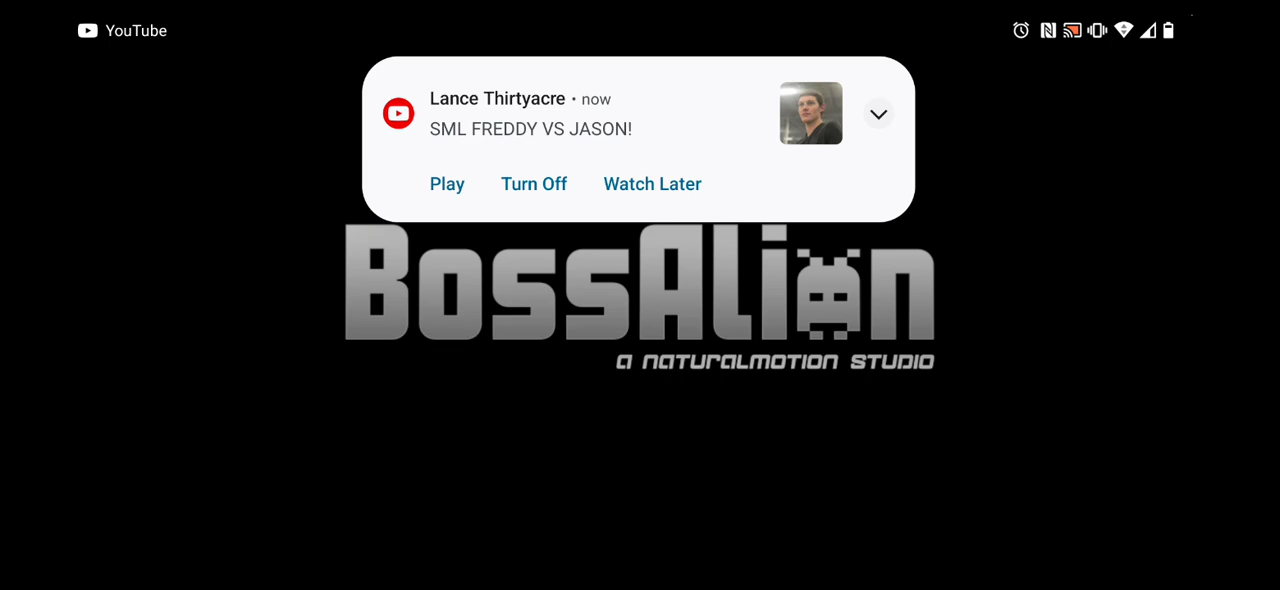 YouTube
Lance Thirtyacre • now
SML FREDDY VS JASON!
Play Turn Off Watch Later
BossAlien
a naturalmotion studio